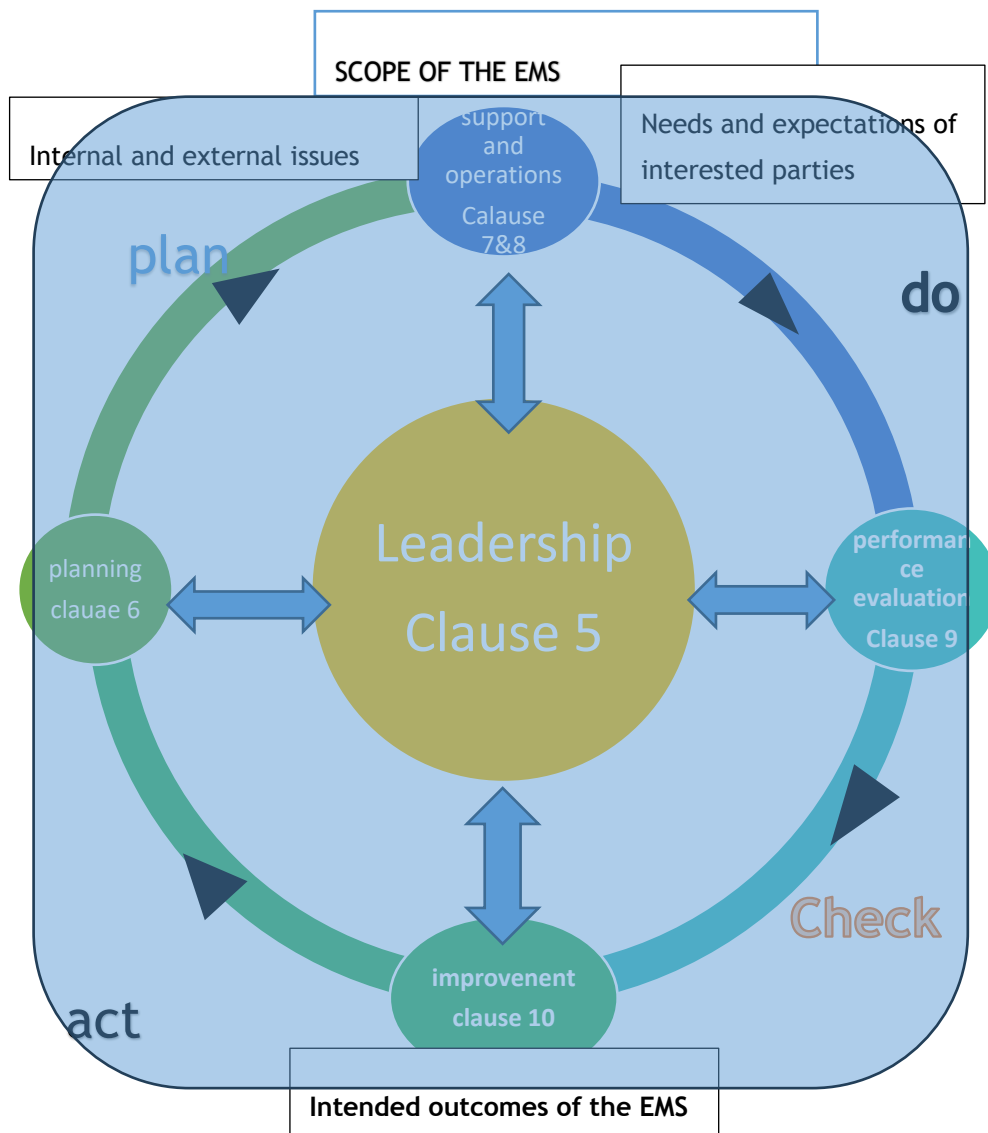 SCOPE OF THE EMS
Internal and external issues
Needs and expectations of
interested parties
support
and
operations
Calause
7&8
plan
do
Leadership
Clause 5
planning
clauae 6
performan
ce
evaluation
Clause 9
Check
improvenent
clause 10
act
Intended outcomes of the EMS